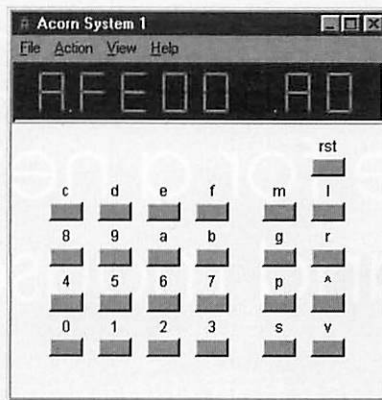 Acorn System 1
File Action View Help
A.FE00 .A0
rst
c d e f m l
8 9 a b g r
4 5 6 7 p ^
0 1 2 3 s v